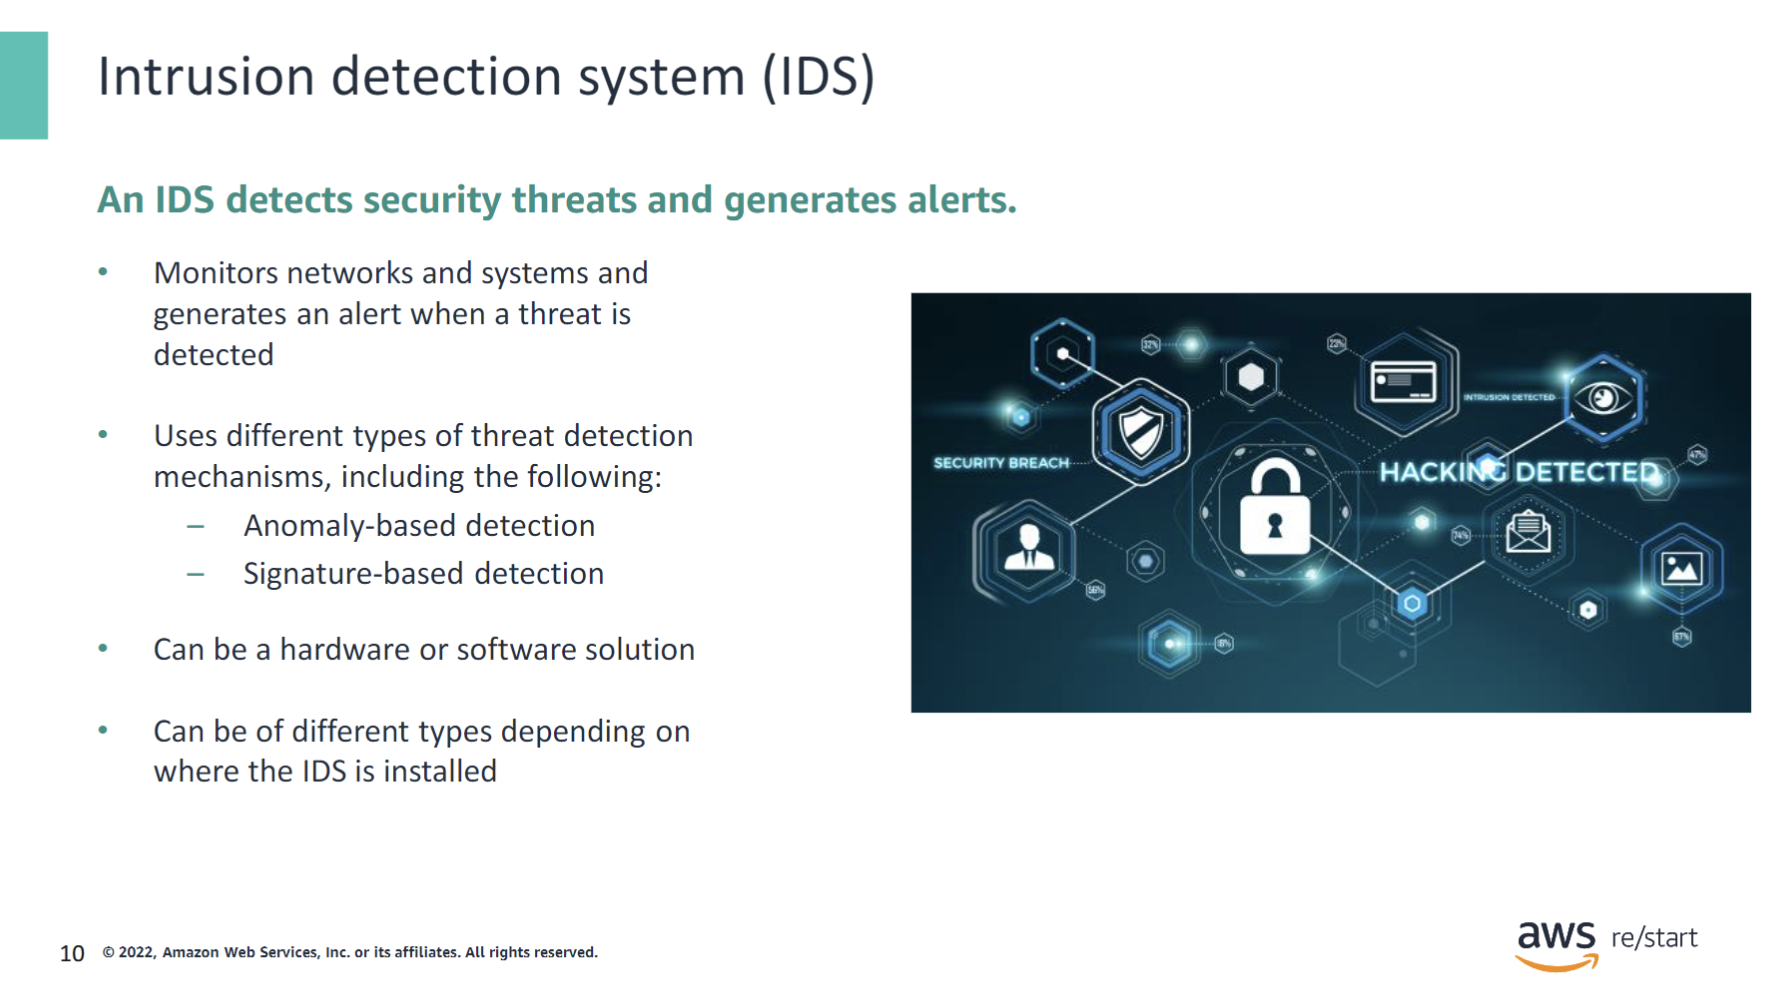 Intrusion detection system (IDS)
An IDS detects security threats and generates alerts.
• Monitors networks and systems and
generates an alert when a threat is
detected
• Uses different types of threat detection
mechanisms, including the following:
– Anomaly-based detection
– Signature-based detection
• Can be a hardware or software solution
• Can be of different types depending on
where the IDS is installed
32%
23%
INTRUSION DETECTED
SECURITY BREACH
HACKING DETECTED
47%
74%
56%
18%
67%
10
© 2022, Amazon Web Services, Inc. or its affiliates. All rights reserved.
aws re/start